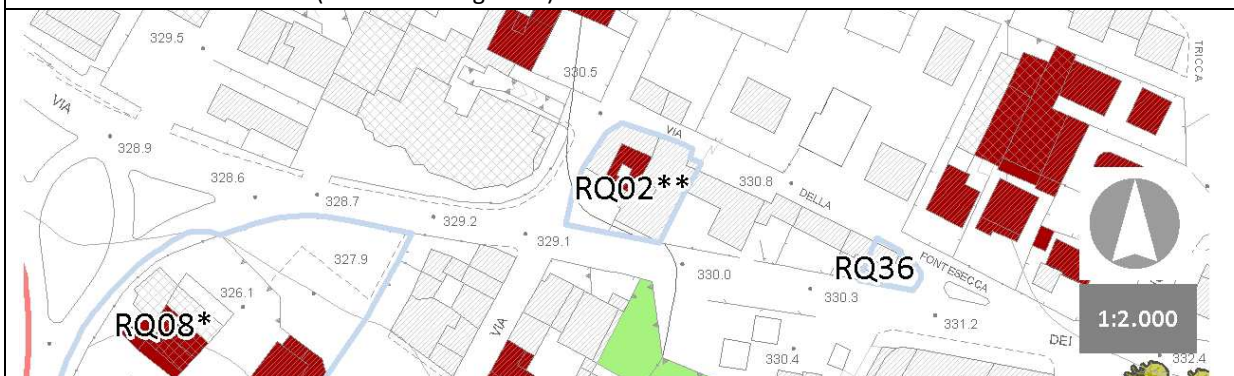 329.5
TRICCA
330.5
VIA
VIA
328.9
328.6
RQ02**
330.8
328.7
DELLA
329.2
329.1
327.9
330.0
RQ36
FONTESECCA
326.1
330.3
RQ08*
331.2
1:2.000
VIA
DEI
330.4
332.4